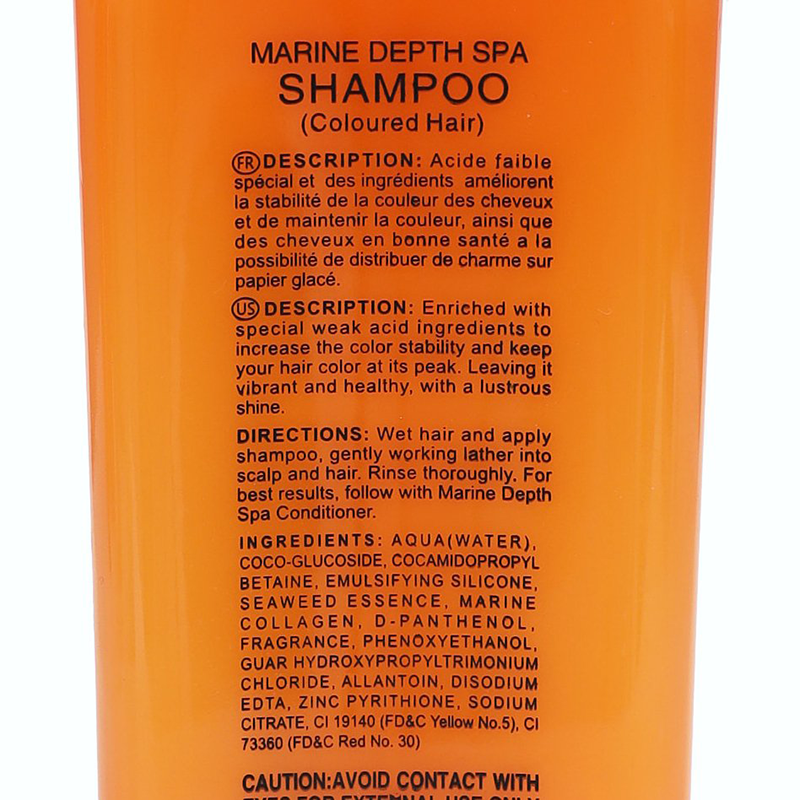 MARINE DEPTH SPA
SHAMPOO
(Coloured Hair)
FR DESCRIPTION: Acide faible
spécial et des ingrédients améliorent
la stabilité de la couleur des cheveux
et de maintenir la couleur, ainsi que
des cheveux en bonne santé a la
possibilité de distribuer de charme sur
papier glacé.
US DESCRIPTION: Enriched with
special weak acid ingredients to
increase the color stability and keep
your hair color at its peak. Leaving it
vibrant and healthy, with a lustrous
shine.
DIRECTIONS: Wet hair and apply
shampoo, gently working lather into
scalp and hair. Rinse thoroughly. For
best results, follow with Marine Depth
Spa Conditioner.
INGREDIENTS: AQUA(WATER),
COCO-GLUCOSIDE, COCAMIDOPROPYL
BETAINE, EMULSIFYING SILICONE,
SEAWEED ESSENCE, MARINE
COLLAGEN, D-PANTHENOL,
FRAGRANCE, PHENOXYETHANOL,
GUAR HYDROXYPROPYLTRIMONIUM
CHLORIDE, ALLANTOIN, DISODIUM
EDTA, ZINC PYRITHIONE, SODIUM
CITRATE, CI 19140 (FD&C Yellow No.5), CI
73360 (FD&C Red No. 30)
CAUTION:AVOID CONTACT WITH
EYES FOR EXTERNAL USE ONLY